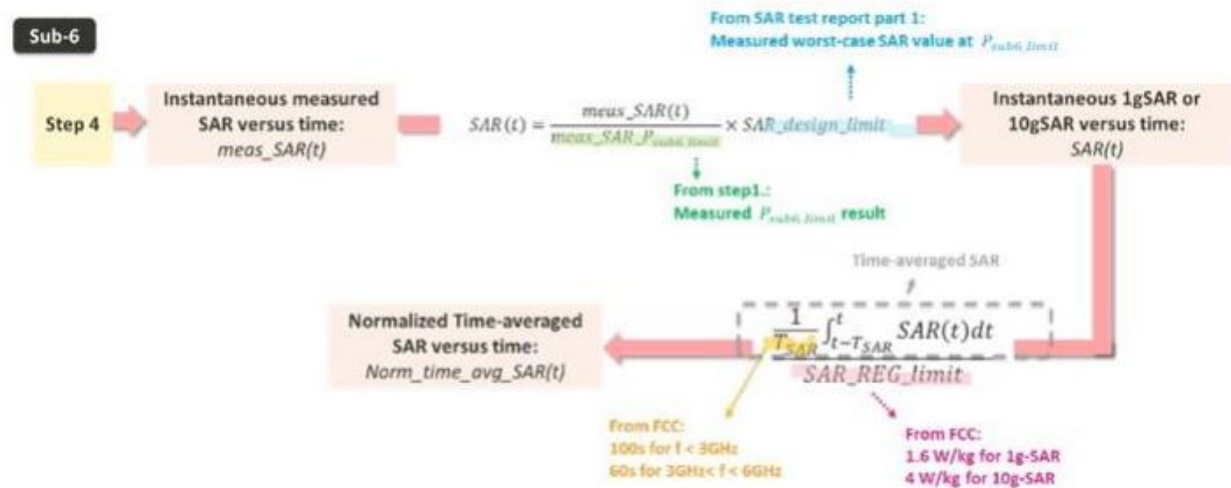 Sub-6
From SAR test report part 1:
Measured worst-case SAR value at P_sub6_limit
Step 4
Instantaneous measured
SAR versus time:
meas_SAR(t)
SAR(t) = meas_SAR(t) / meas_SAR_P_sub6_limit × SAR_design_limit
Instantaneous 1gSAR or
10gSAR versus time:
SAR(t)
From step1.:
Measured P_sub6_limit result
Time-averaged SAR
Normalized Time-averaged
SAR versus time:
Norm_time_avg_SAR(t)
1/T_SAR ∫_{t-T_SAR}^{t} SAR(t)dt
SAR_REG_limit
From FCC:
100s for f < 3GHz
60s for 3GHz< f < 6GHz
From FCC:
1.6 W/kg for 1g-SAR
4 W/kg for 10g-SAR